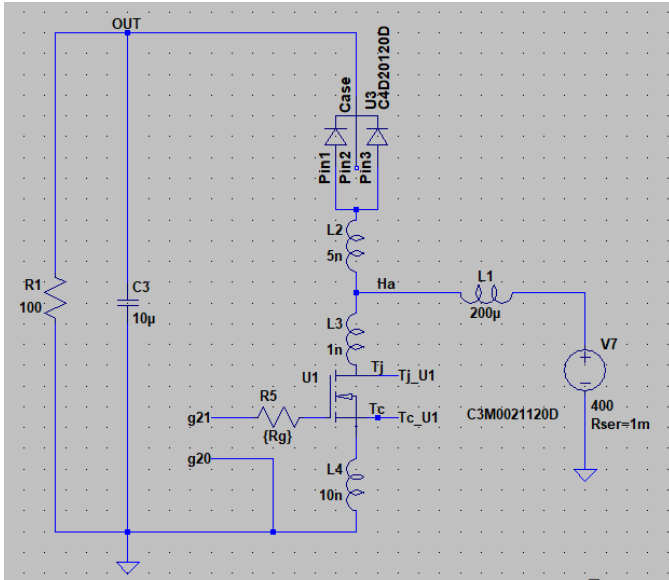 OUT
Case
U3
C4D20120D
Pin1
Pin2
Pin3
L2
5n
Ha
L1
200µ
R1
100
C3
10µ
L3
1n
V7
400
Rser=1m
U1
Tj
Tj_U1
R5
{Rg}
g21
Tc
Tc_U1
C3M0021120D
g20
L4
10n